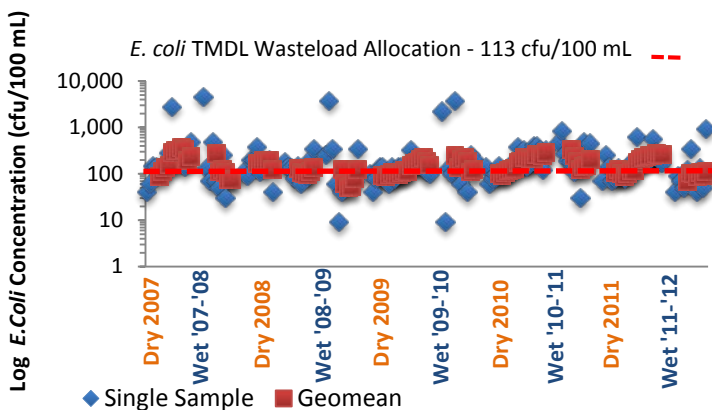 E. coli TMDL Wasteload Allocation - 113 cfu/100 mL
Log E.Coli Concentration (cfu/100 mL)
10,000
1,000
100
10
1
Dry 2007
Wet '07-'08
Dry 2008
Wet '08-'09
Dry 2009
Wet '09-'10
Dry 2010
Wet '10-'11
Dry 2011
Wet '11-'12
Single Sample
Geomean